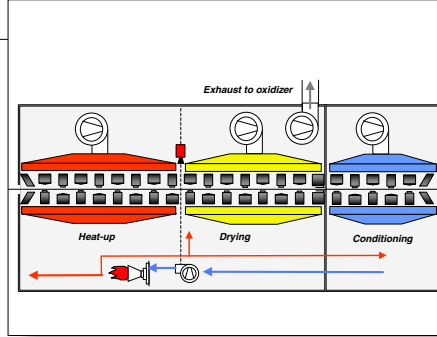 Exhaust to oxidizer
Heat-up
Drying
Conditioning